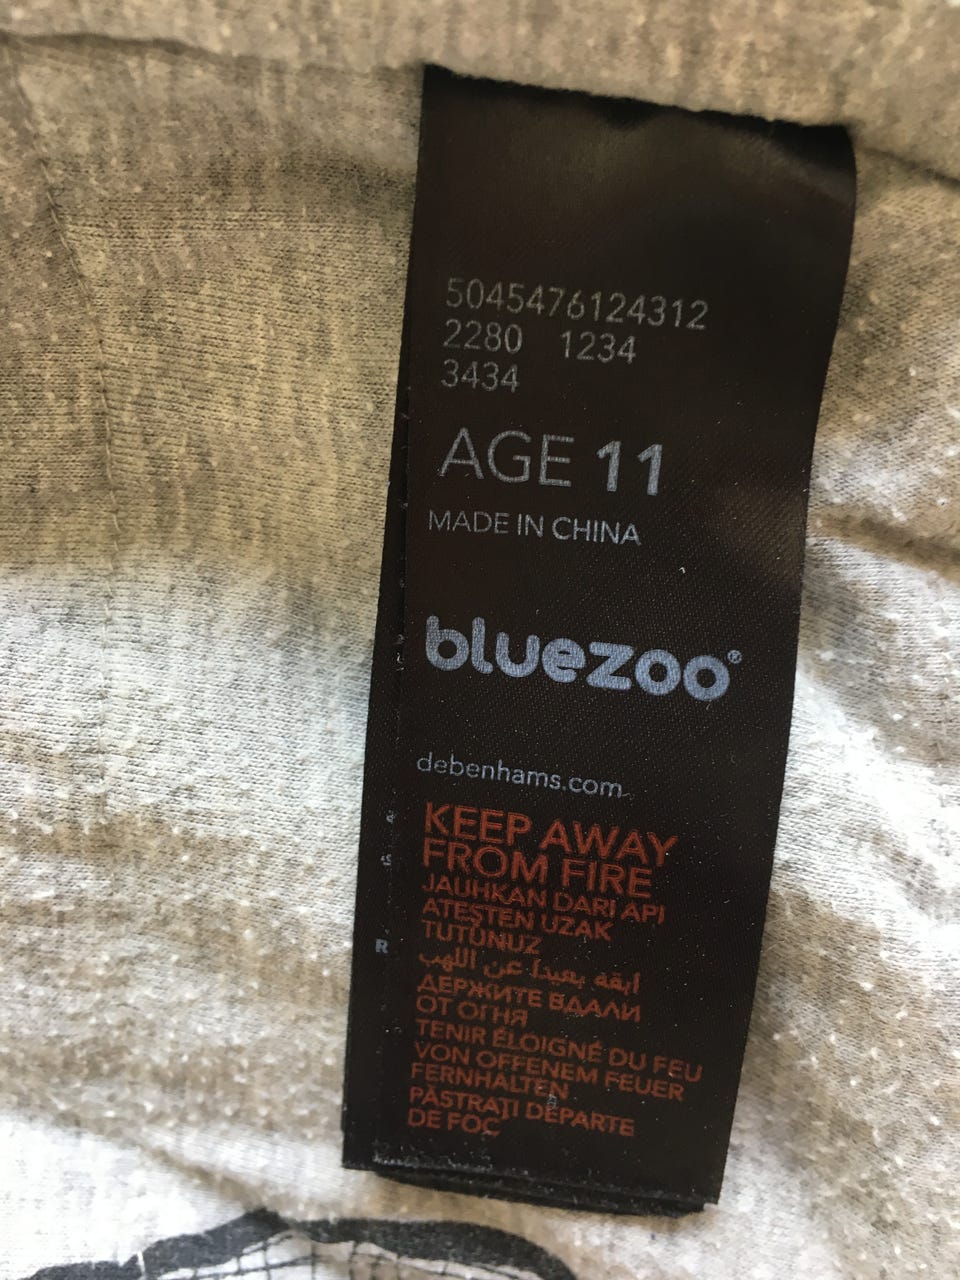 5045476124312
2280 1234
3434
AGE 11
MADE IN CHINA
bluezoo®
debenhams.com
KEEP AWAY
FROM FIRE
JAUHKAN DARI API
ATEŞTEN UZAK
TUTUNUZ
ابقه بعيداً عن اللهب
ДЕРЖИТЕ ВДАЛИ
ОТ ОГНЯ
TENIR ÉLOIGNÉ DU FEU
VON OFFENEM FEUER
FERNHALTEN
PĂSTRAŢI DEPARTE
DE FOC
R